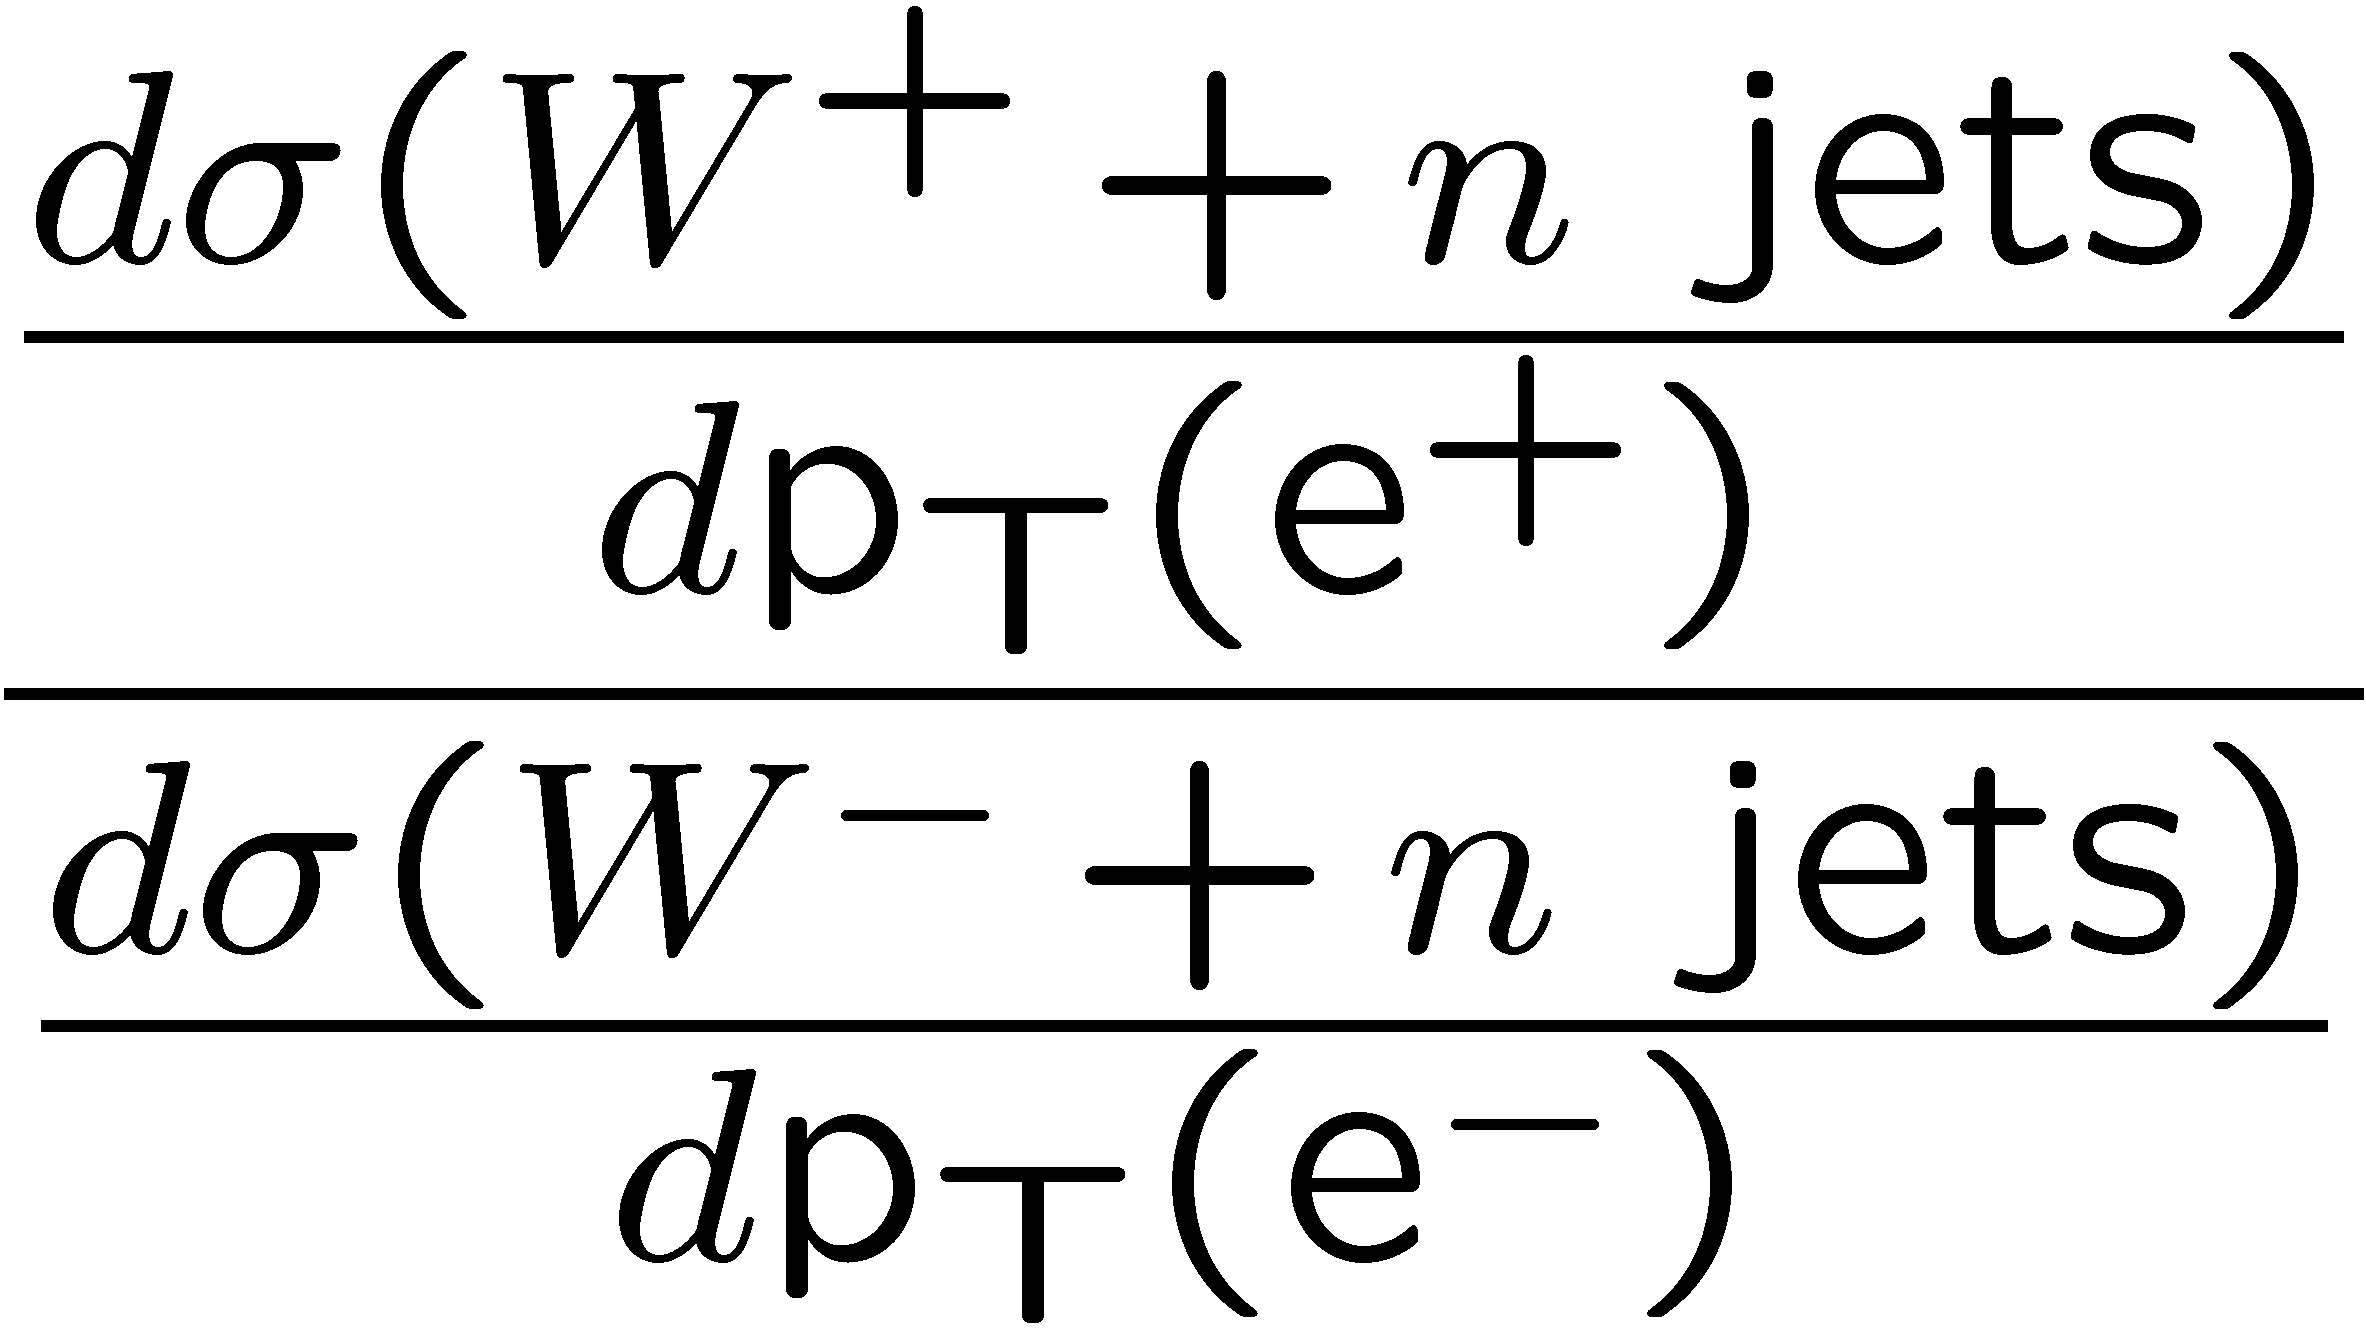 dσ(W⁺ + n jets)
dp_T(e⁺)
dσ(W⁻ + n jets)
dp_T(e⁻)